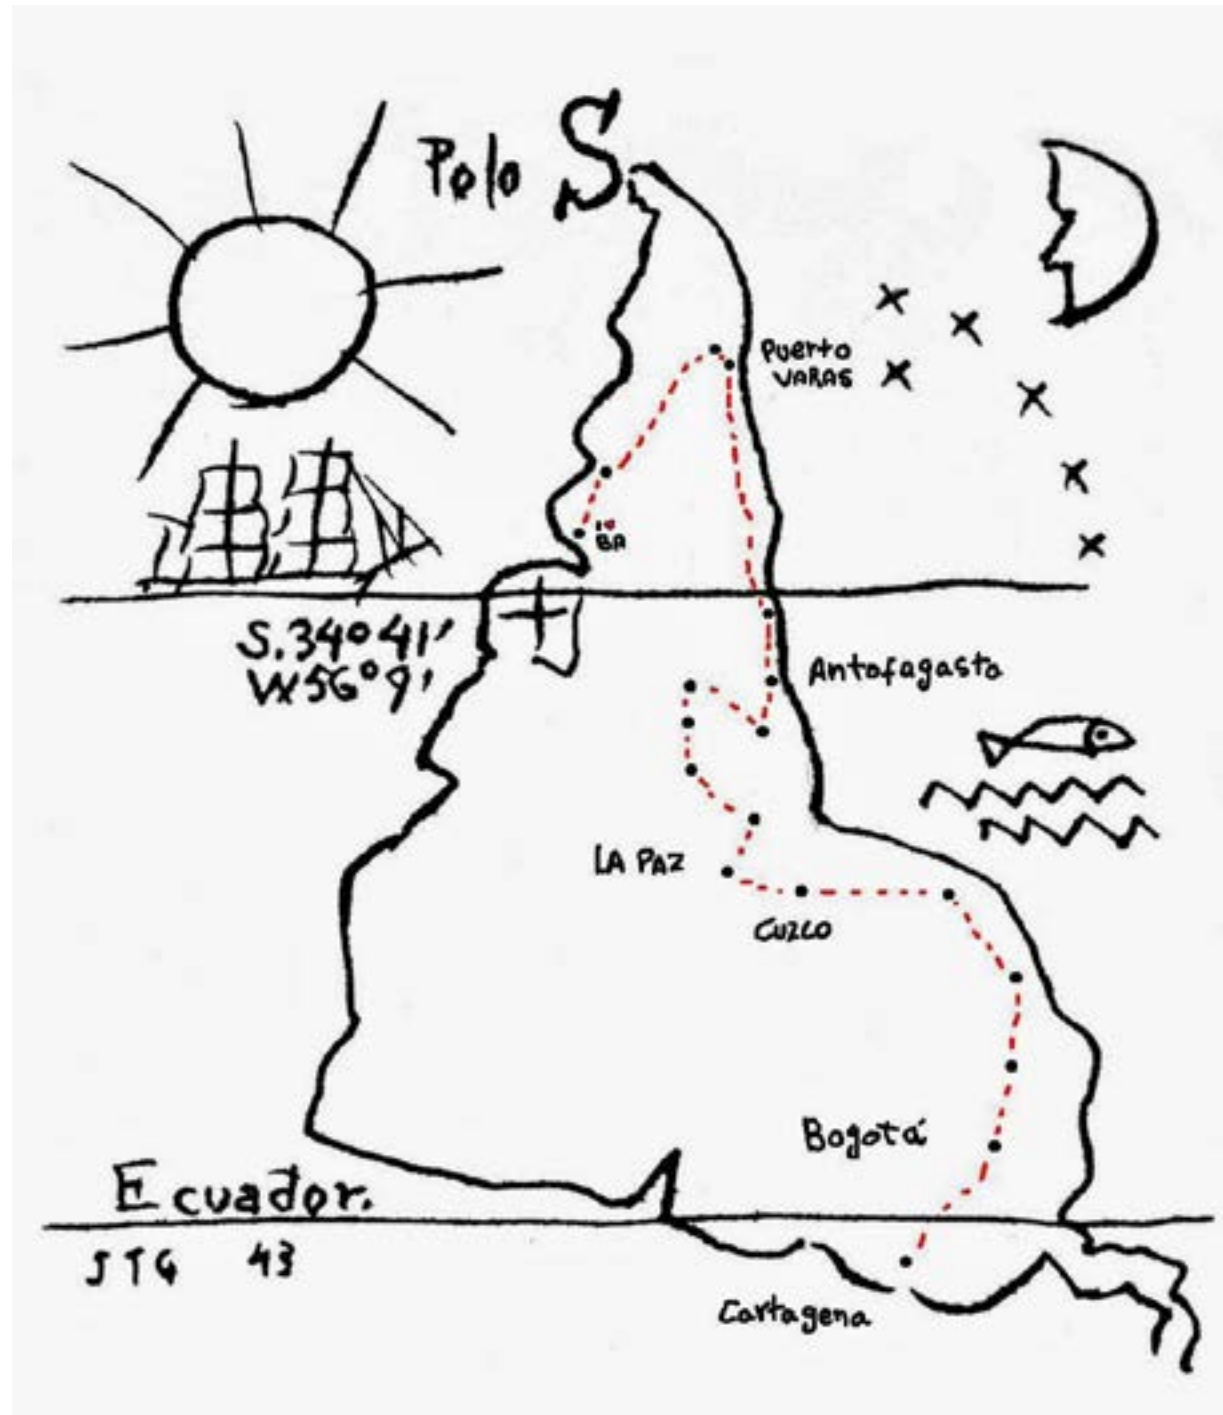 Polo S
Puerto
VARAS
I ♥
BA
S. 34° 41'
W 56° 9'
Antofagasta
LA PAZ
CUZCO
Bogotá
Ecuador.
JTG 43
Cartagena